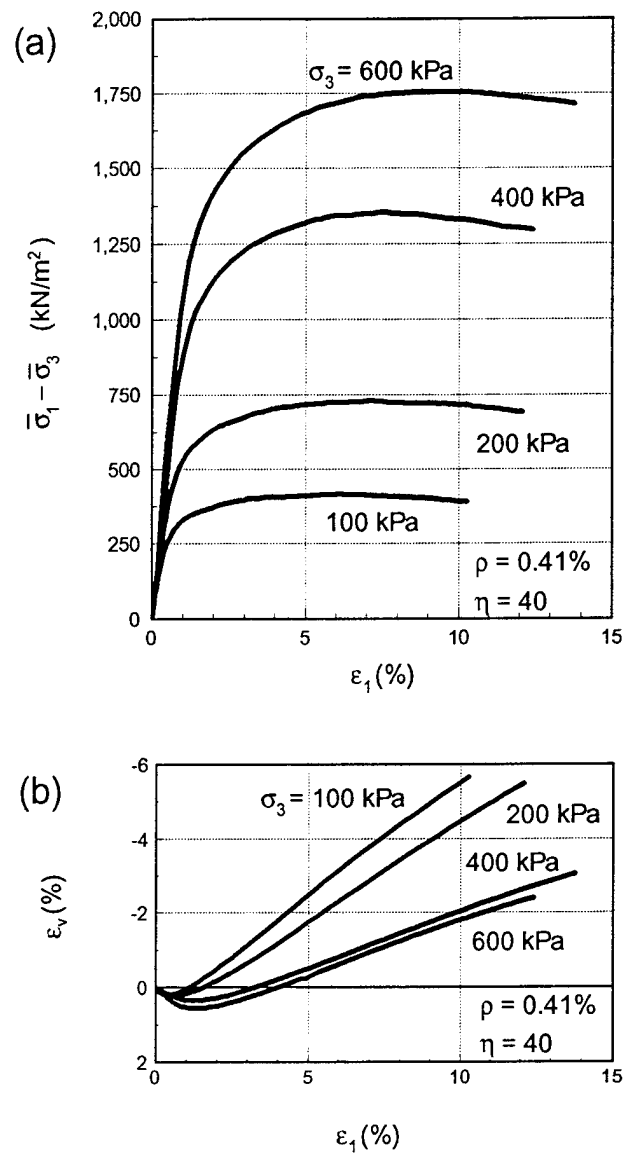 (a)
2,000
1,750
1,500
1,250
1,000
750
500
250
0
σ̅₁ – σ̅₃ (kN/m²)
σ₃ = 600 kPa
400 kPa
200 kPa
100 kPa
ρ = 0.41%
η = 40
0 5 10 15
ε₁(%)
(b)
-6
-4
-2
0
2
εᵥ(%)
σ₃ = 100 kPa
200 kPa
400 kPa
600 kPa
ρ = 0.41%
η = 40
0 5 10 15
ε₁(%)